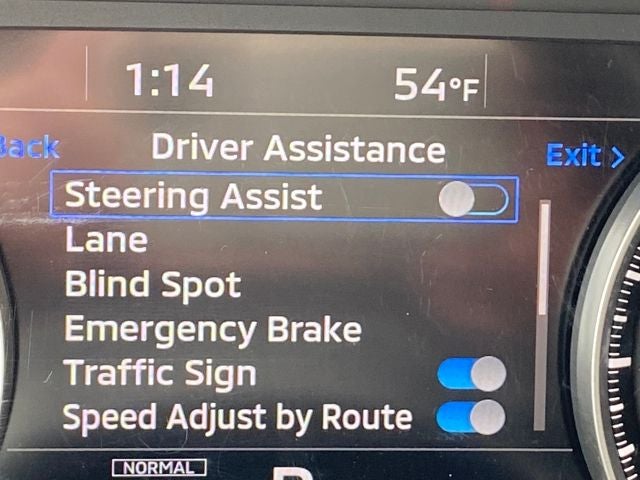 1:14 54°F
Back Driver Assistance Exit >
Steering Assist
Lane
Blind Spot
Emergency Brake
Traffic Sign
Speed Adjust by Route
NORMAL